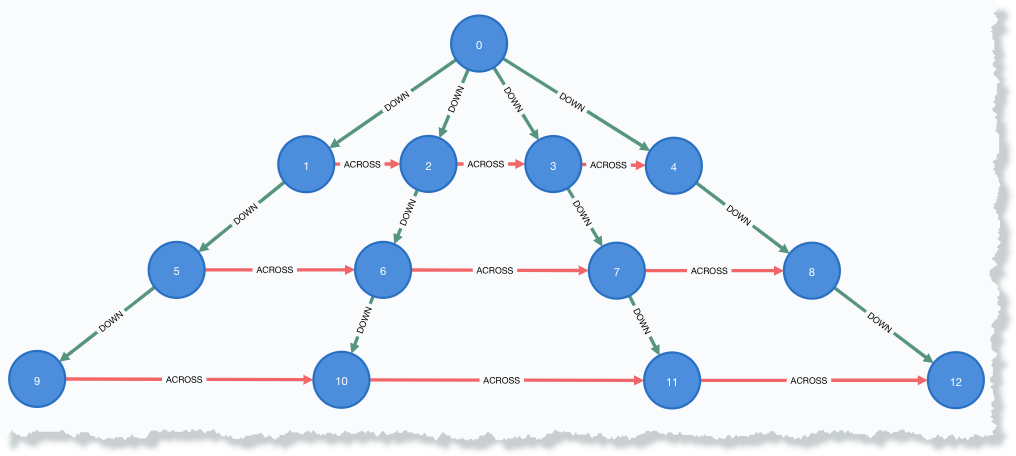 0
DOWN DOWN DOWN DOWN
1 ACROSS 2 ACROSS 3 ACROSS 4
DOWN DOWN DOWN DOWN
5 ACROSS 6 ACROSS 7 ACROSS 8
DOWN DOWN DOWN DOWN
9 ACROSS 10 ACROSS 11 ACROSS 12